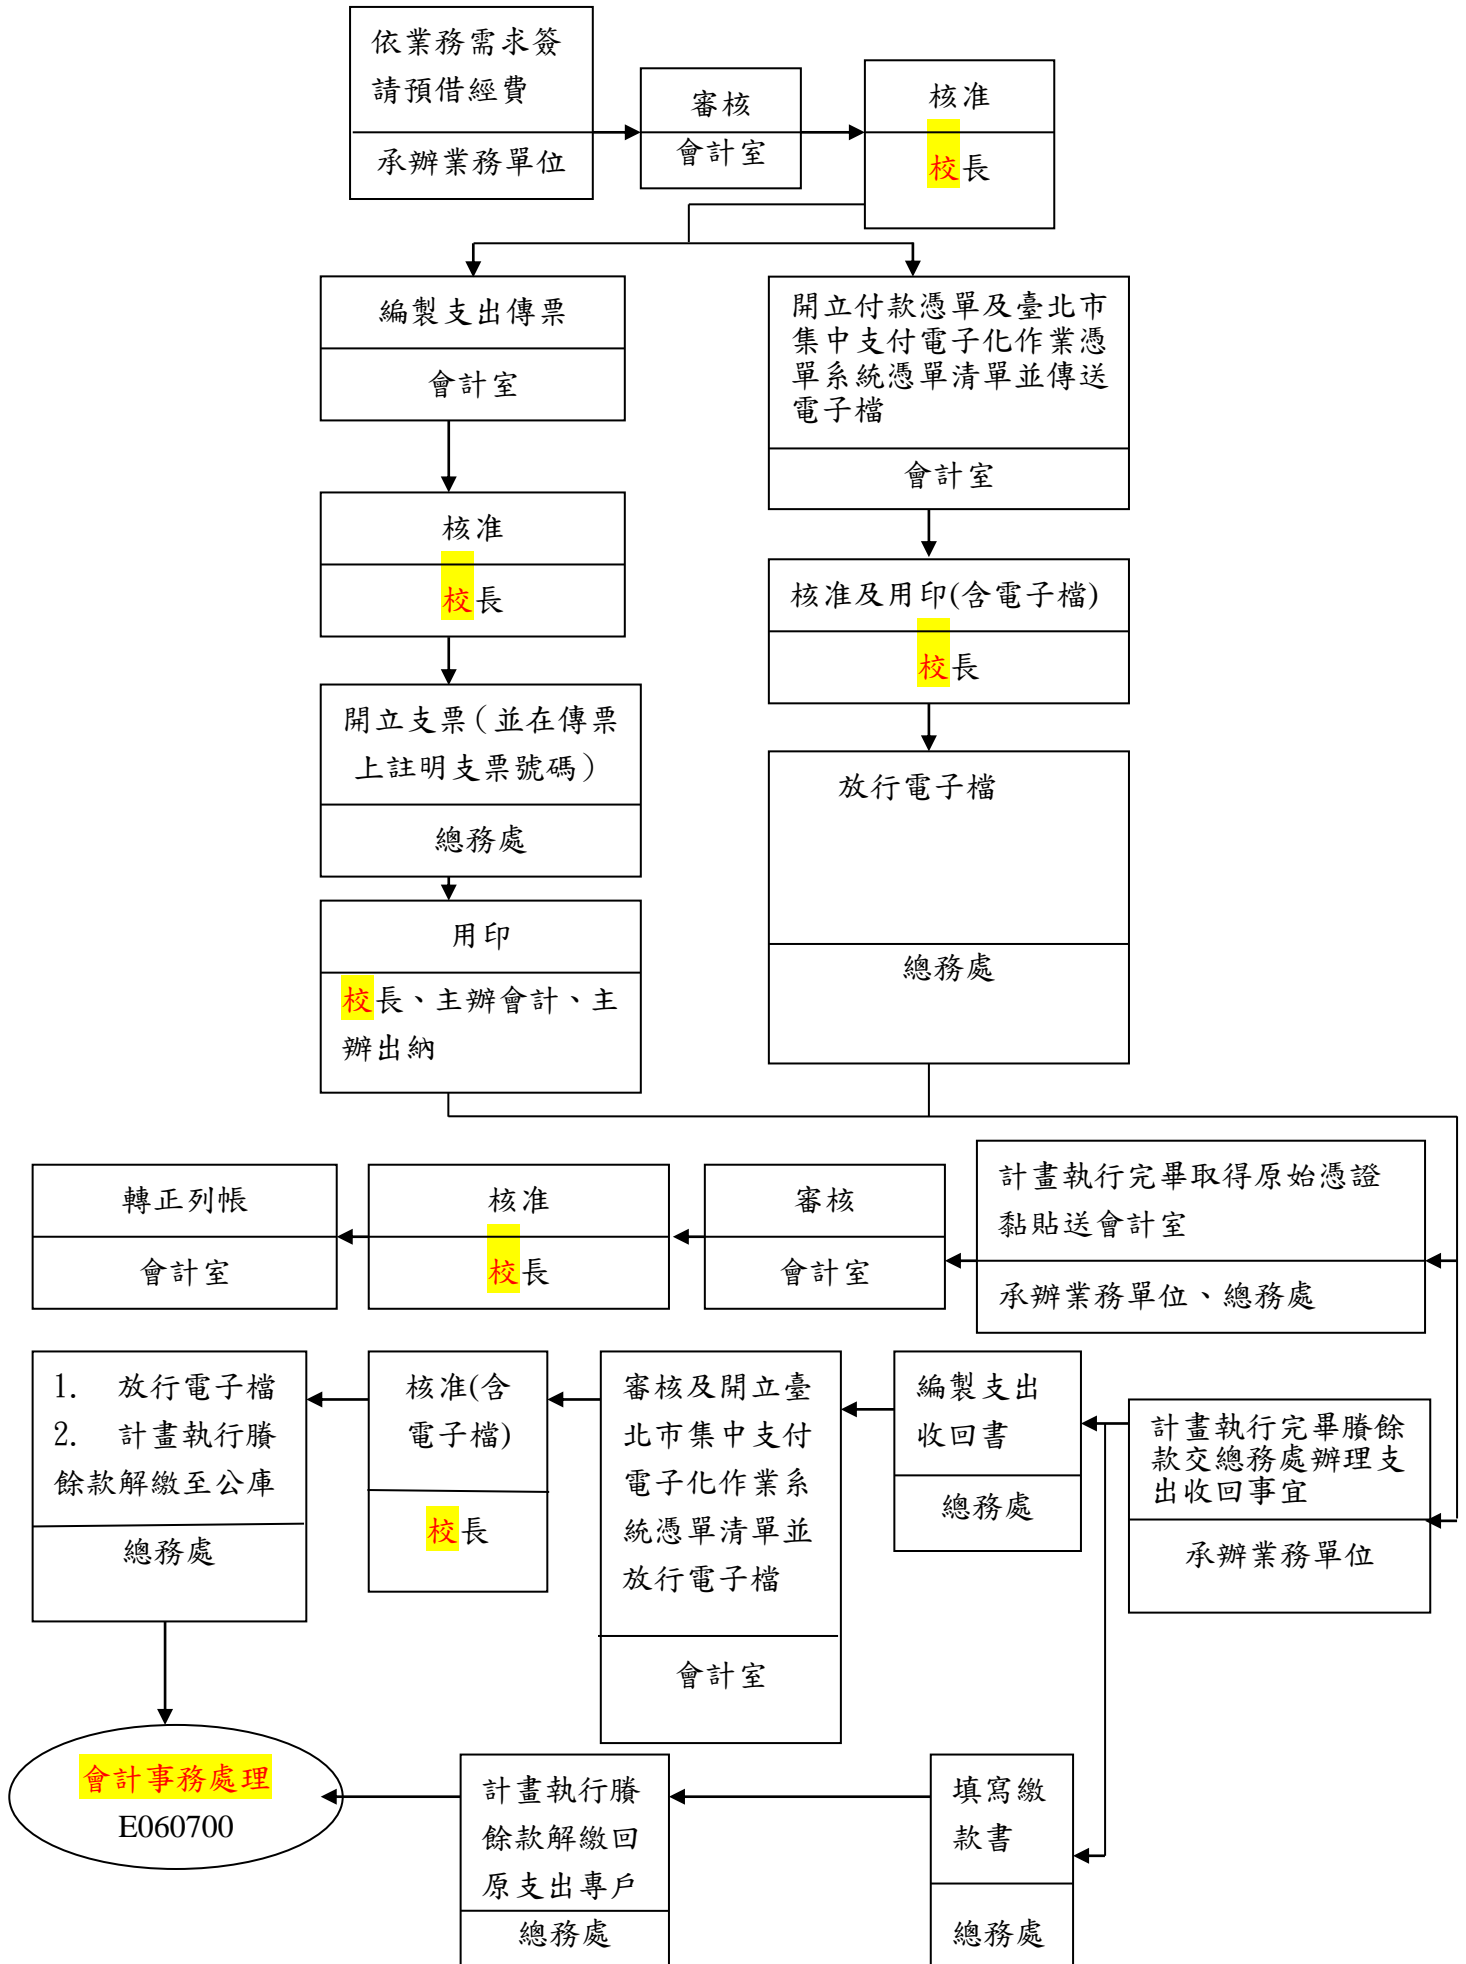 依業務需求簽
請預借經費
承辦業務單位
審核
會計室
核准
校長
編製支出傳票
會計室
開立付款憑單及臺北市
集中支付電子化作業憑
單系統憑單清單並傳送
電子檔
會計室
核准
校長
核准及用印(含電子檔)
校長
開立支票（並在傳票
上註明支票號碼）
總務處
放行電子檔
總務處
用印
校長、主辦會計、主
辦出納
計畫執行完畢取得原始憑證
黏貼送會計室
承辦業務單位、總務處
審核
會計室
核准
校長
轉正列帳
會計室
計畫執行完畢賸餘
款交總務處辦理支
出收回事宜
承辦業務單位
編製支出
收回書
總務處
審核及開立臺
北市集中支付
電子化作業系
統憑單清單並
放行電子檔
會計室
核准(含
電子檔)
校長
1. 放行電子檔
2. 計畫執行賸
餘款解繳至公庫
總務處
填寫繳
款書
總務處
計畫執行賸
餘款解繳回
原支出專戶
總務處
會計事務處理
E060700